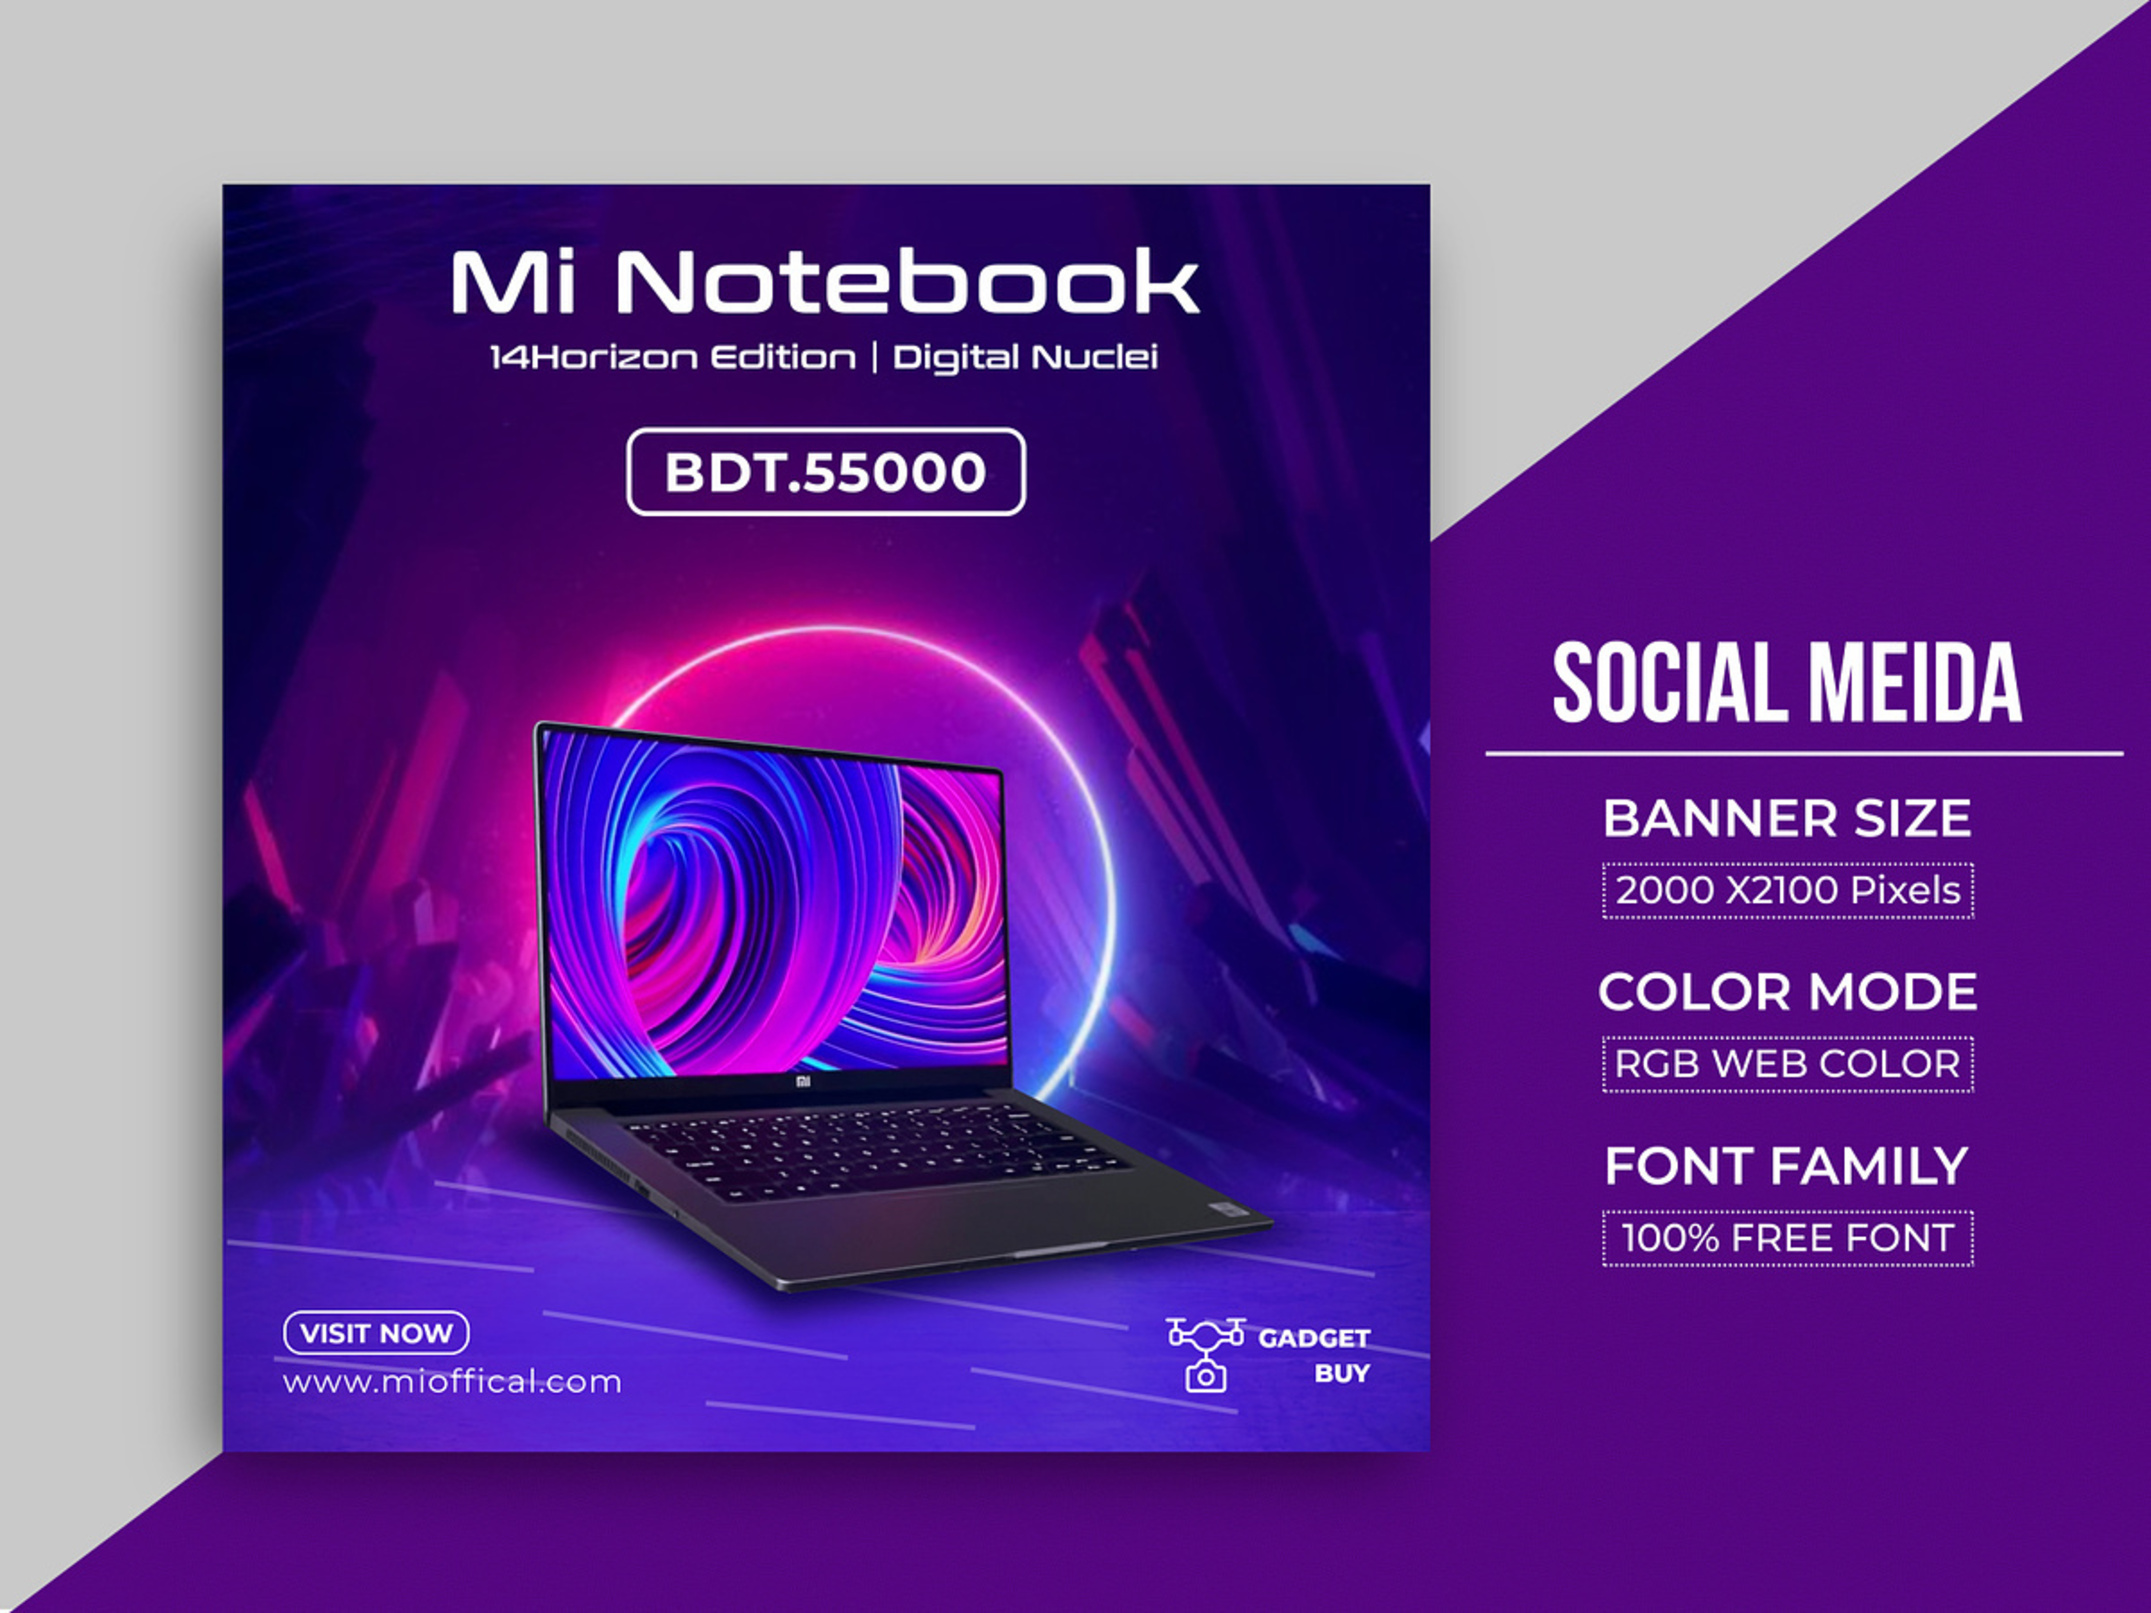 Mi Notebook
14Horizon Edition | Digital Nuclei
BDT.55000
mi
VISIT NOW
www.mioffical.com
GADGET
BUY
SOCIAL MEIDA
BANNER SIZE
2000 X2100 Pixels
COLOR MODE
RGB WEB COLOR
FONT FAMILY
100% FREE FONT